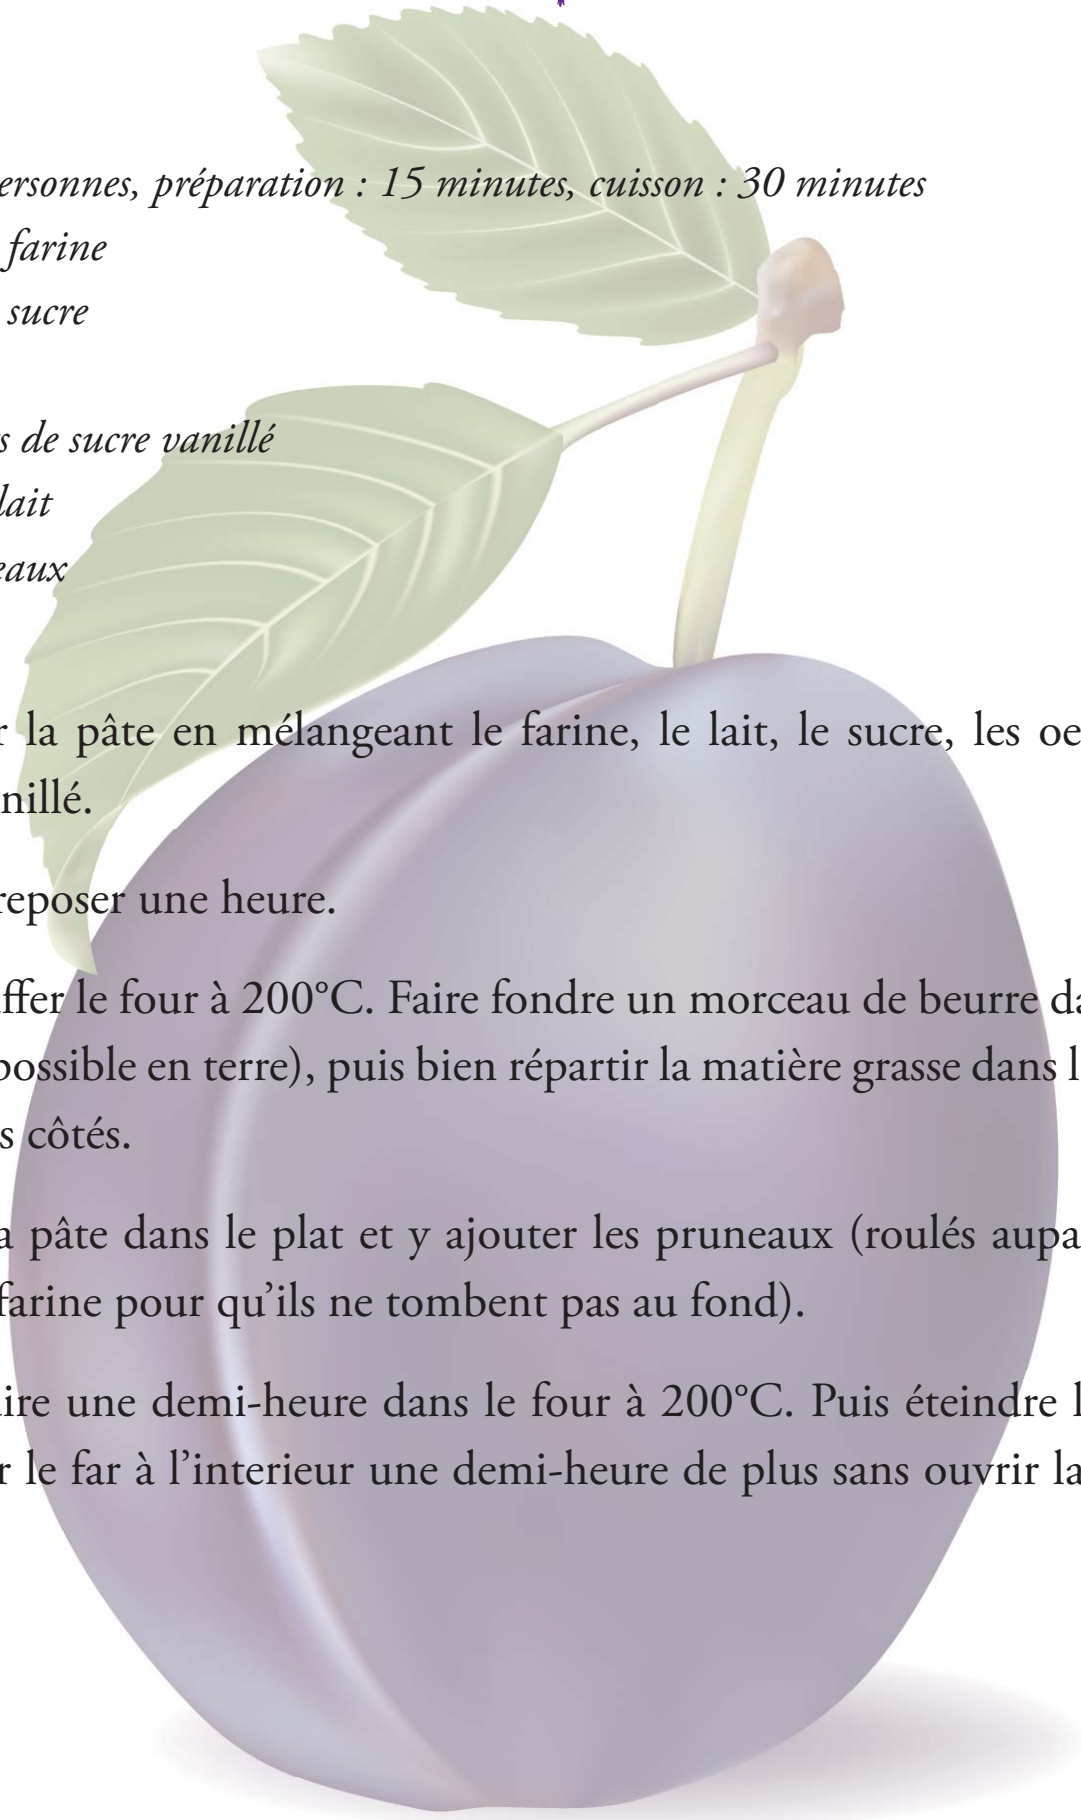 ersonnes, préparation : 15 minutes, cuisson : 30 minutes
farine
sucre
s de sucre vanillé
lait
eaux
r la pâte en mélangeant le farine, le lait, le sucre, les oe
nillé.
reposer une heure.
ffer le four à 200°C. Faire fondre un morceau de beurre da
possible en terre), puis bien répartir la matière grasse dans l
s côtés.
a pâte dans le plat et y ajouter les pruneaux (roulés aupa
farine pour qu’ils ne tombent pas au fond).
ire une demi-heure dans le four à 200°C. Puis éteindre l
r le far à l’interieur une demi-heure de plus sans ouvrir la